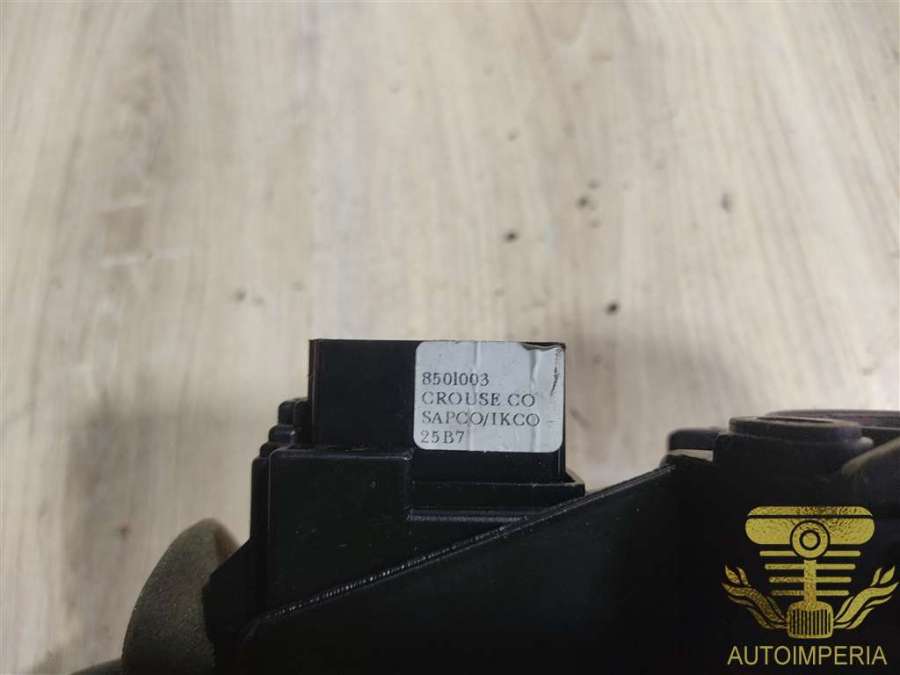 8501003
CROUSE CO
SAPCO/IKCO
25B7
AUTOIMPERIA